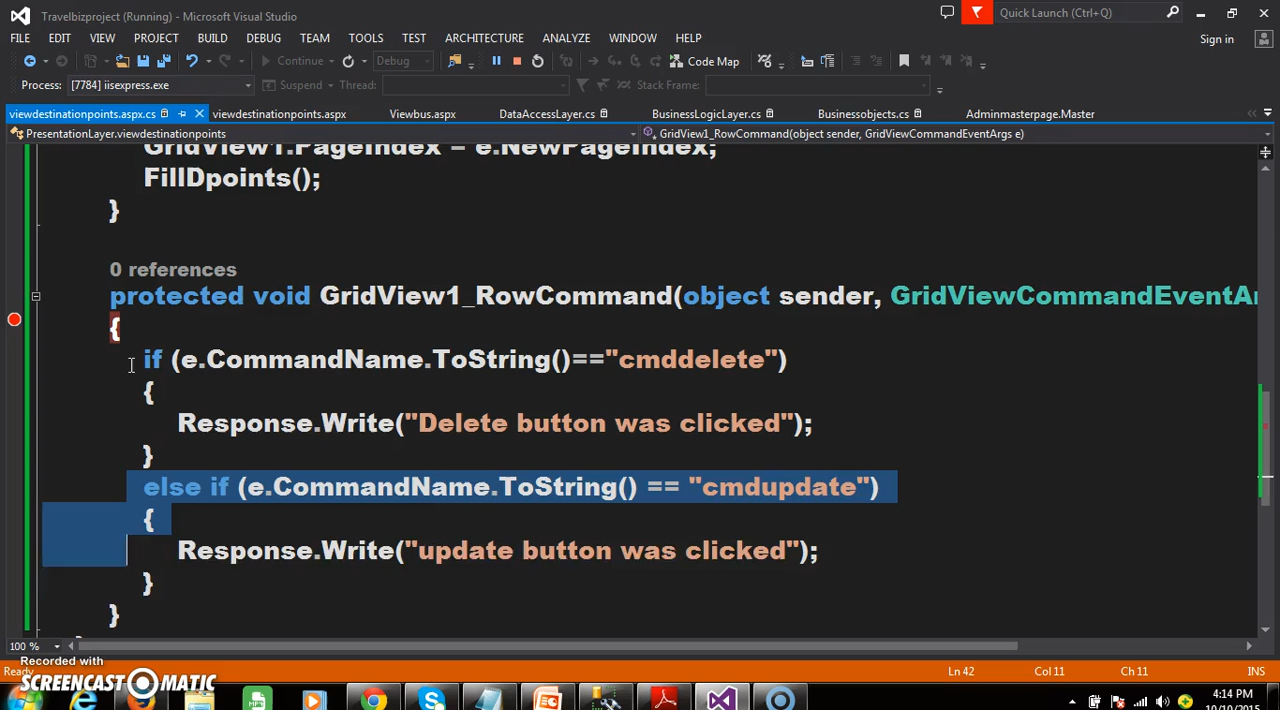 Travelbizproject (Running) - Microsoft Visual Studio
Quick Launch (Ctrl+Q)
FILE EDIT VIEW PROJECT BUILD DEBUG TEAM TOOLS TEST ARCHITECTURE ANALYZE WINDOW HELP
Sign in
Continue Debug Code Map
Process: [7784] iisexpress.exe Suspend Thread: Stack Frame:
viewdestinationpoints.aspx.cs viewdestinationpoints.aspx Viewbus.aspx DataAccessLayer.cs BusinessLogicLayer.cs Businessobjects.cs Adminmasterpage.Master
PresentationLayer.viewdestinationpoints GridView1_RowCommand(object sender, GridViewCommandEventArgs e)
GridView1.PageIndex = e.NewPageIndex;
FillDpoints();
}
0 references
protected void GridView1_RowCommand(object sender, GridViewCommandEventAr
{
if (e.CommandName.ToString()=="cmddelete")
{
Response.Write("Delete button was clicked");
}
else if (e.CommandName.ToString() == "cmdupdate")
{
Response.Write("update button was clicked");
}
}
100 %
Recorded with
SCREENCAST MATIC
Ln 42 Col 11 Ch 11 INS
4:14 PM
10/10/2015